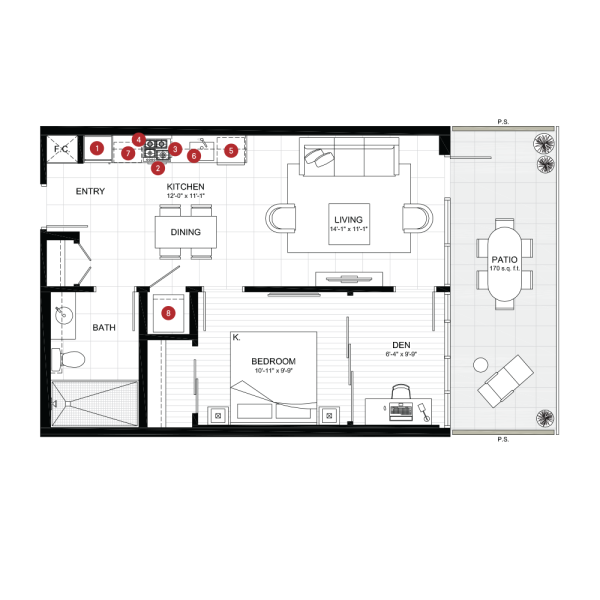 P.S.
F.C.
1
7
4
3
2
6
5
ENTRY
KITCHEN
12'-0" x 11'-1"
DINING
LIVING
14'-1" x 11'-1"
PATIO
170 s.q. f.t.
8
BATH
K.
BEDROOM
10'-11" x 9'-9"
DEN
6'-4" x 9'-9"
P.S.